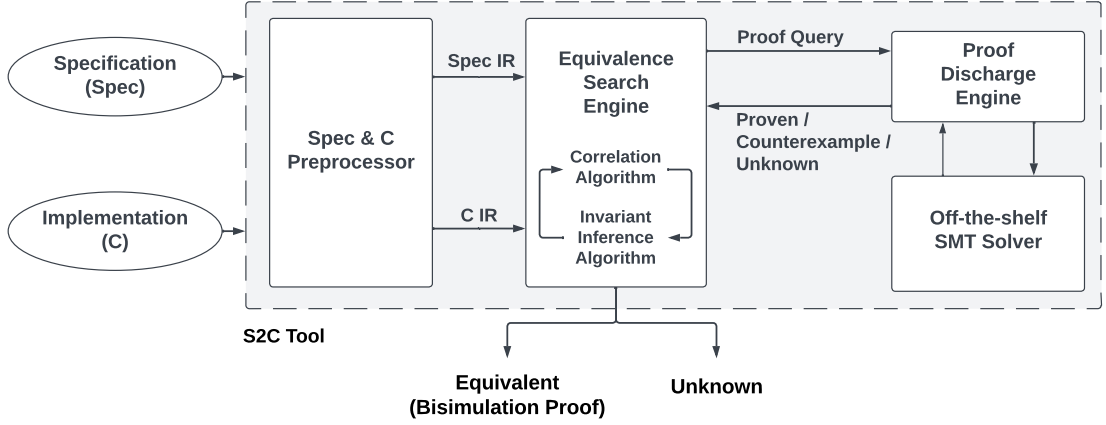 Specification
(Spec)
Implementation
(C)
Spec & C
Preprocessor
Spec IR
C IR
Equivalence
Search
Engine
Correlation
Algorithm
Invariant
Inference
Algorithm
Proof Query
Proven /
Counterexample /
Unknown
Proof
Discharge
Engine
Off-the-shelf
SMT Solver
S2C Tool
Equivalent
(Bisimulation Proof)
Unknown